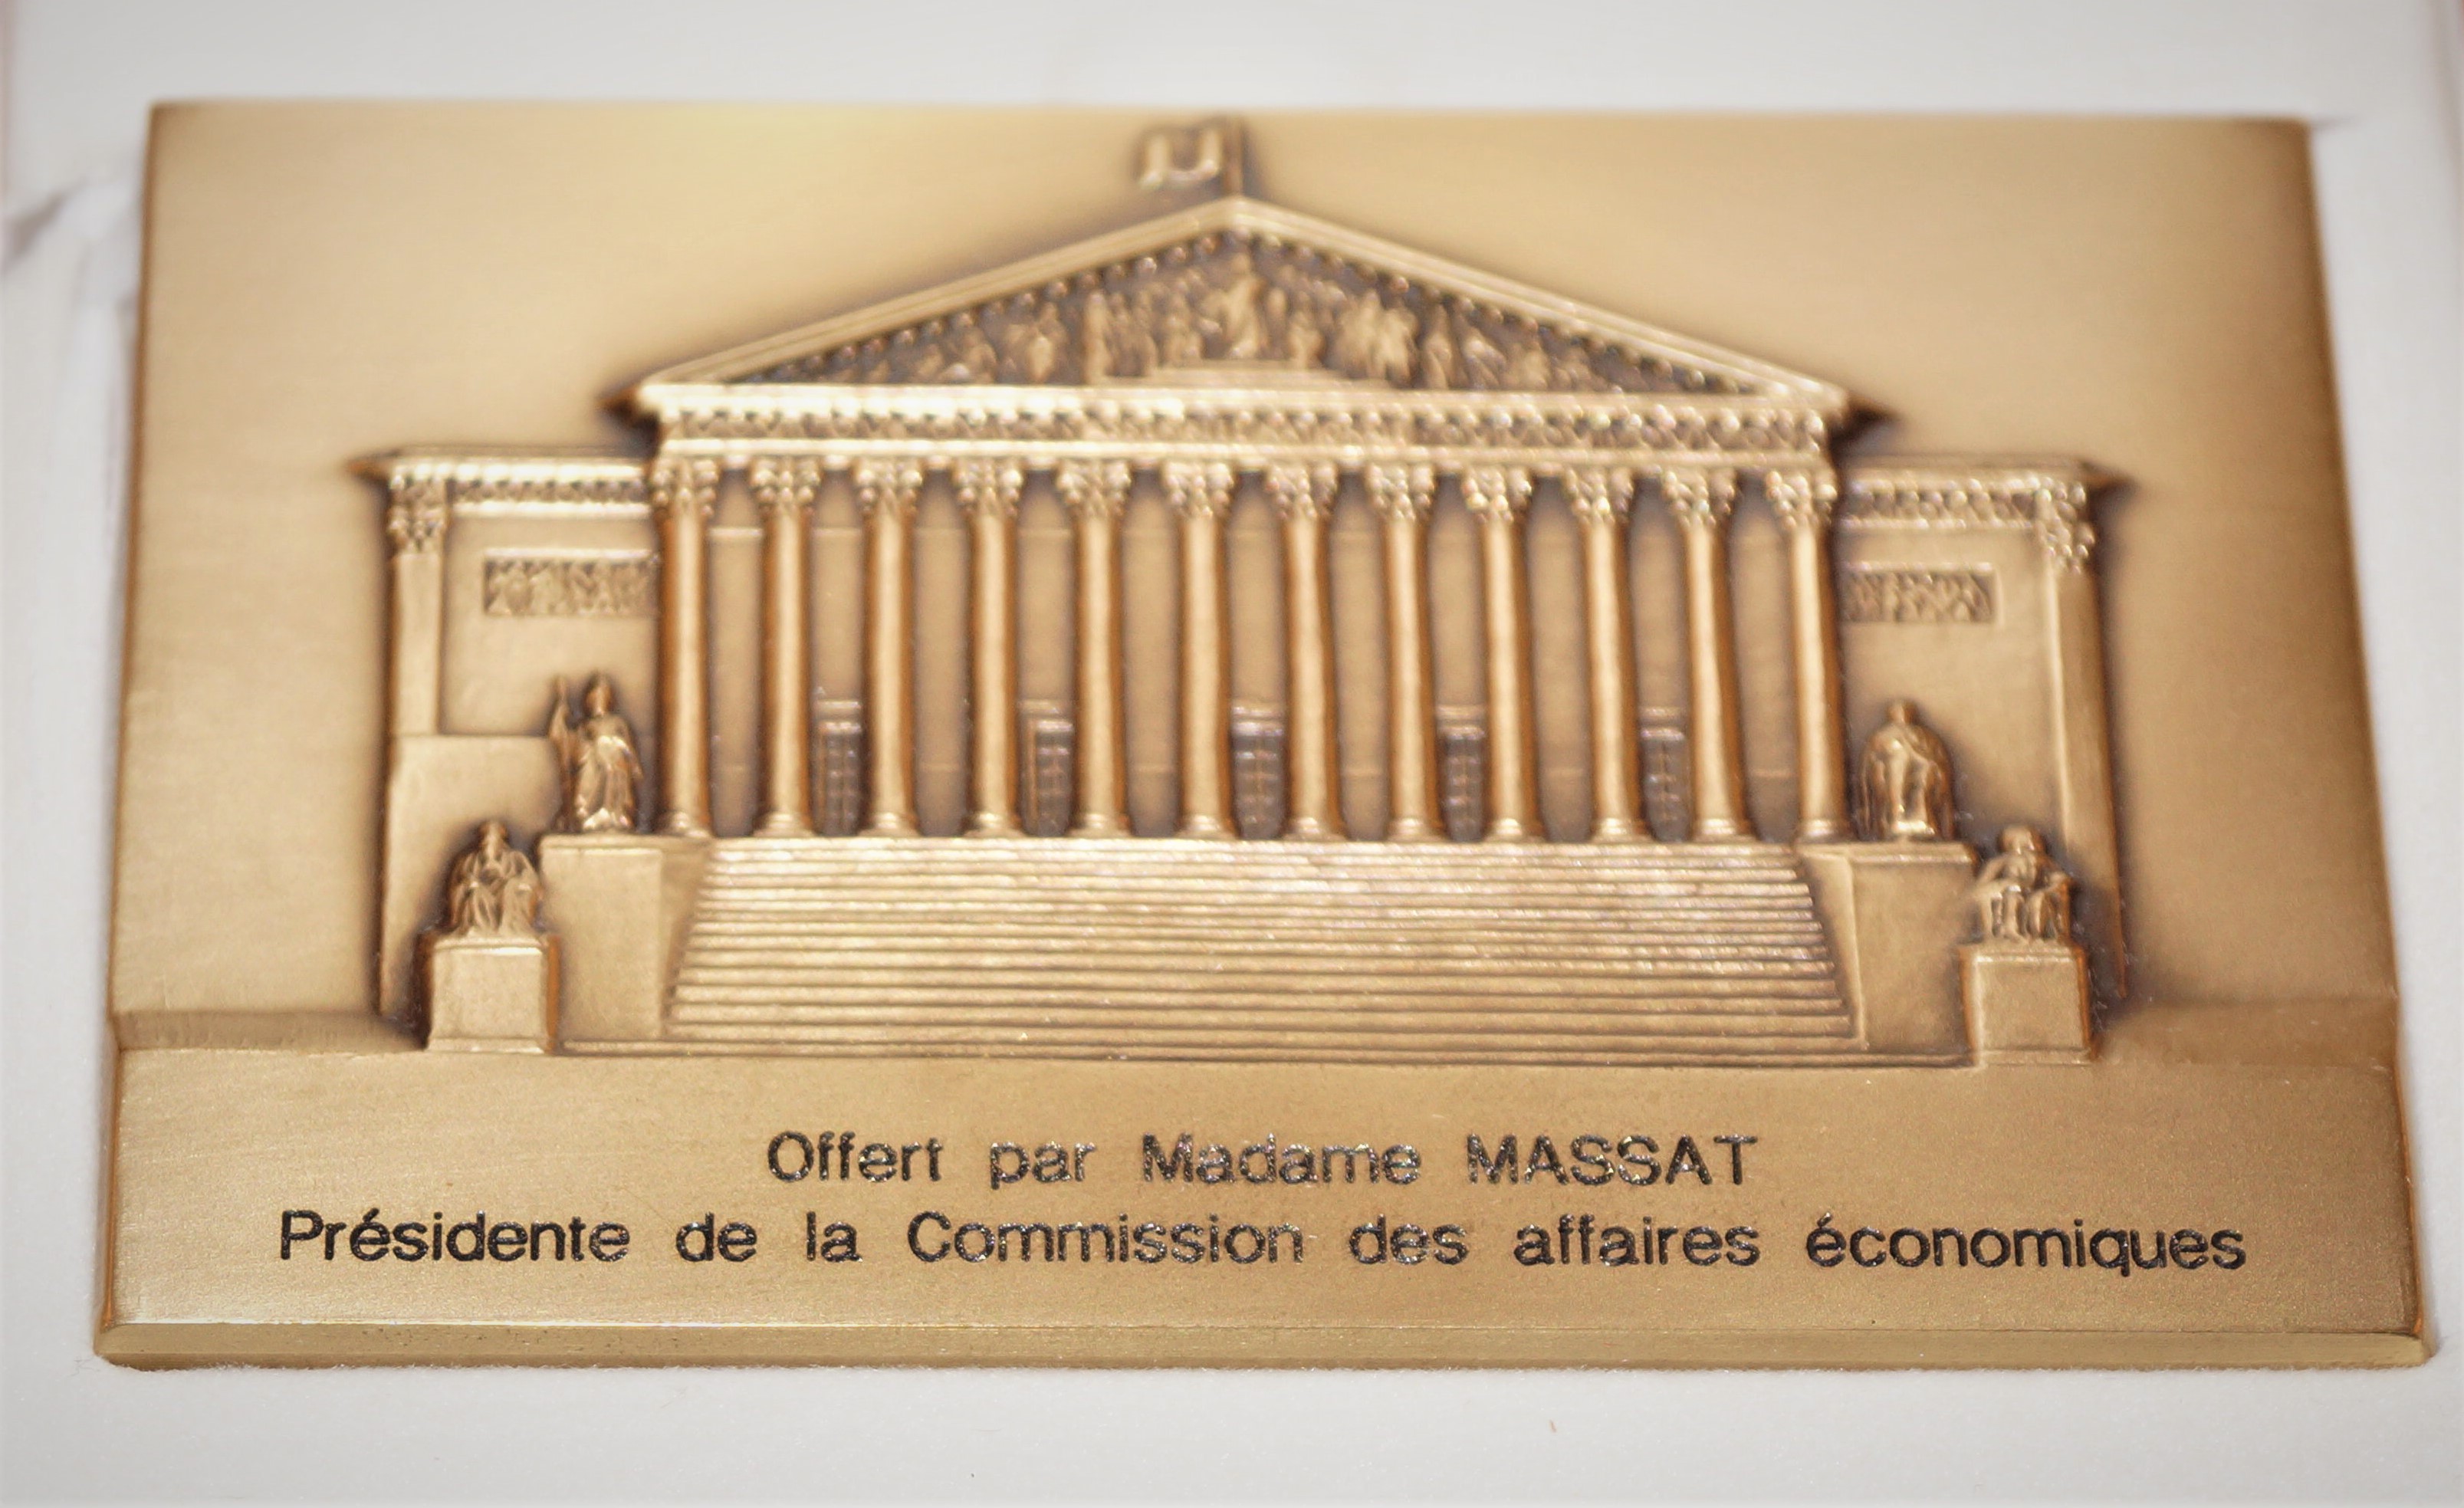 Offert par Madame MASSAT
Présidente de la Commission des affaires économiques